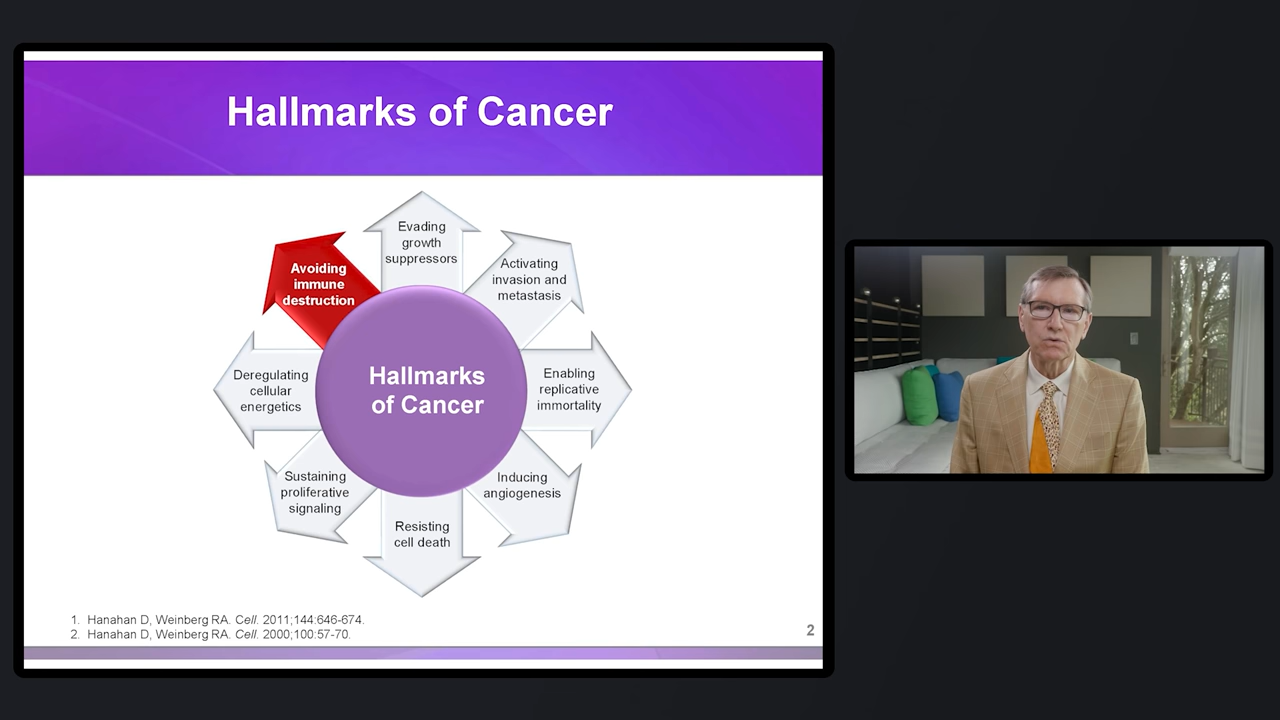 Hallmarks of Cancer
Evading
growth
suppressors
Activating
invasion and
metastasis
Enabling
replicative
immortality
Inducing
angiogenesis
Resisting
cell death
Sustaining
proliferative
signaling
Deregulating
cellular
energetics
Avoiding
immune
destruction
Hallmarks
of Cancer
1. Hanahan D, Weinberg RA. Cell. 2011;144:646-674.
2. Hanahan D, Weinberg RA. Cell. 2000;100:57-70.
2